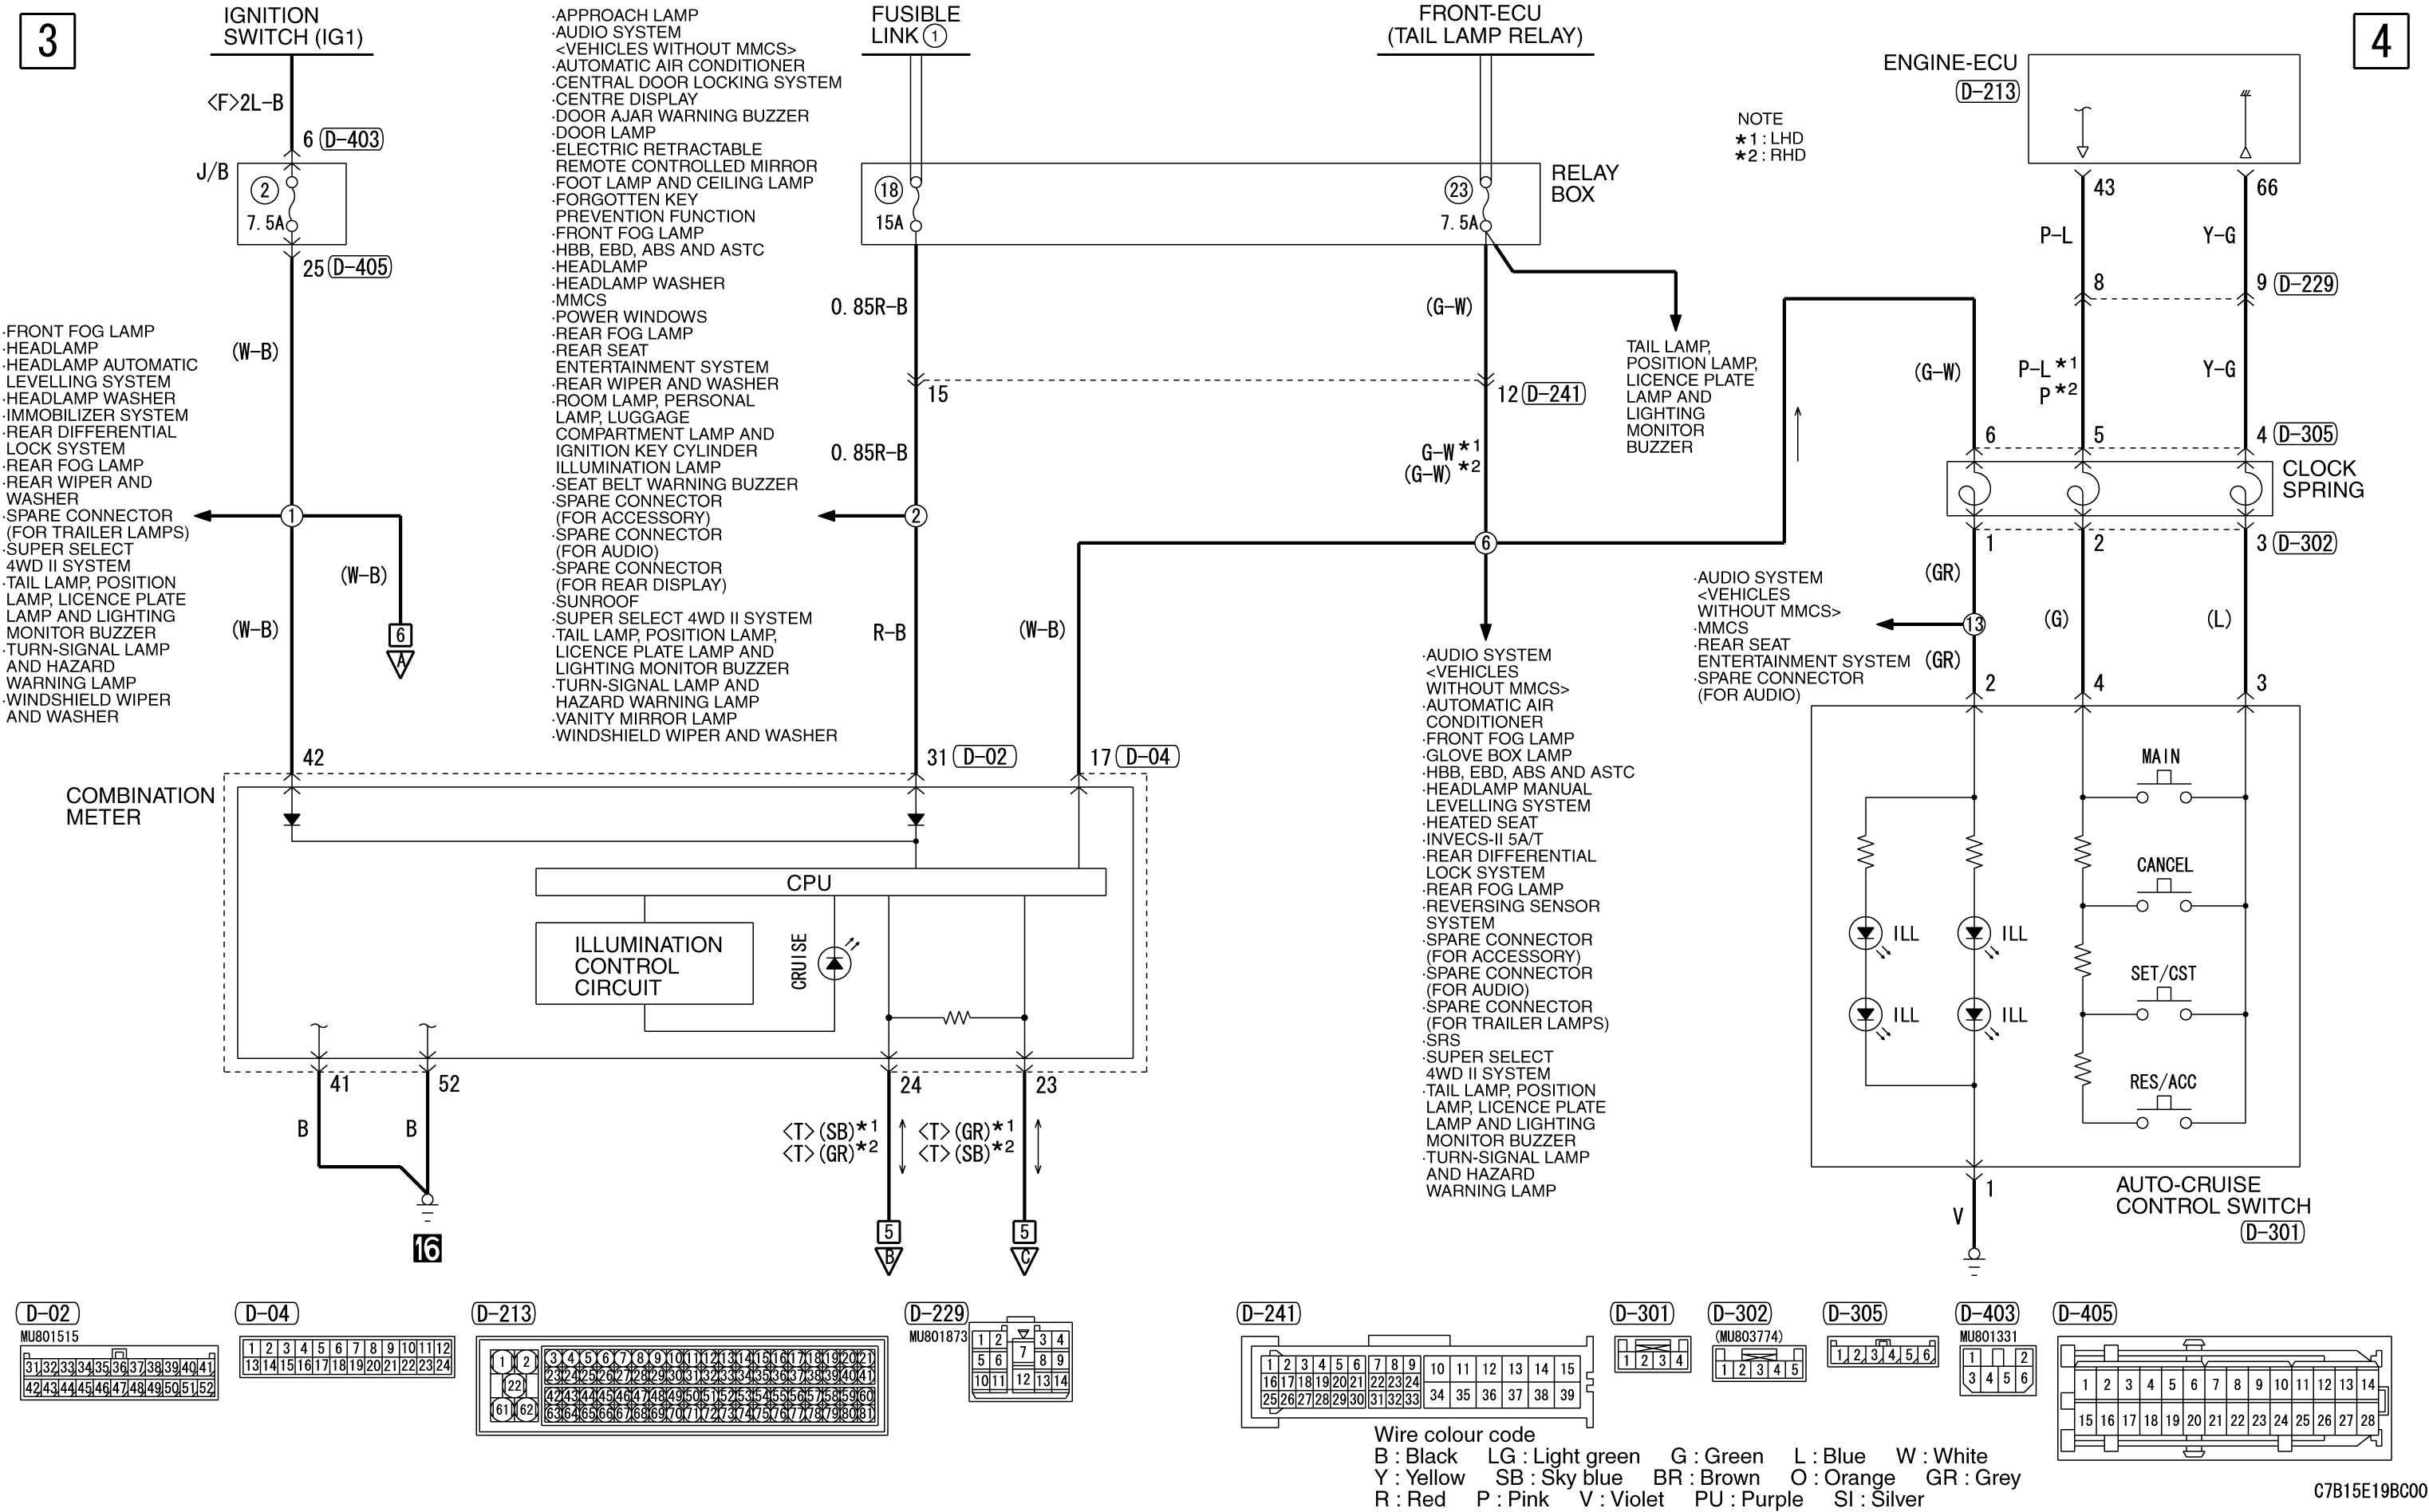 3
IGNITION
SWITCH (IG1)
<F>2L-B
6 (D-403)
J/B
2
7.5A
25 (D-405)
(W-B)
·FRONT FOG LAMP
·HEADLAMP
·HEADLAMP AUTOMATIC
LEVELLING SYSTEM
·HEADLAMP WASHER
·IMMOBILIZER SYSTEM
·REAR DIFFERENTIAL
LOCK SYSTEM
·REAR FOG LAMP
·REAR WIPER AND
WASHER
·SPARE CONNECTOR
(FOR TRAILER LAMPS)
·SUPER SELECT
4WD II SYSTEM
·TAIL LAMP, POSITION
LAMP, LICENCE PLATE
LAMP AND LIGHTING
MONITOR BUZZER
·TURN-SIGNAL LAMP
AND HAZARD
WARNING LAMP
·WINDSHIELD WIPER
AND WASHER
1
(W-B)
6
A
(W-B)
42
·APPROACH LAMP
·AUDIO SYSTEM
<VEHICLES WITHOUT MMCS>
·AUTOMATIC AIR CONDITIONER
·CENTRAL DOOR LOCKING SYSTEM
·CENTRE DISPLAY
·DOOR AJAR WARNING BUZZER
·DOOR LAMP
·ELECTRIC RETRACTABLE
REMOTE CONTROLLED MIRROR
·FOOT LAMP AND CEILING LAMP
·FORGOTTEN KEY
PREVENTION FUNCTION
·FRONT FOG LAMP
·HBB, EBD, ABS AND ASTC
·HEADLAMP
·HEADLAMP WASHER
·MMCS
·POWER WINDOWS
·REAR FOG LAMP
·REAR SEAT
ENTERTAINMENT SYSTEM
·REAR WIPER AND WASHER
·ROOM LAMP, PERSONAL
LAMP, LUGGAGE
COMPARTMENT LAMP AND
IGNITION KEY CYLINDER
ILLUMINATION LAMP
·SEAT BELT WARNING BUZZER
·SPARE CONNECTOR
(FOR ACCESSORY)
·SPARE CONNECTOR
(FOR AUDIO)
·SPARE CONNECTOR
(FOR REAR DISPLAY)
·SUNROOF
·SUPER SELECT 4WD II SYSTEM
·TAIL LAMP, POSITION LAMP,
LICENCE PLATE LAMP AND
LIGHTING MONITOR BUZZER
·TURN-SIGNAL LAMP AND
HAZARD WARNING LAMP
·VANITY MIRROR LAMP
·WINDSHIELD WIPER AND WASHER
FUSIBLE
LINK 1
18
15A
0.85R-B
15
0.85R-B
2
R-B
31 (D-02)
FRONT-ECU
(TAIL LAMP RELAY)
23
7.5A
RELAY
BOX
(G-W)
TAIL LAMP,
POSITION LAMP,
LICENCE PLATE
LAMP AND
LIGHTING
MONITOR
BUZZER
12 (D-241)
G-W*1
(G-W)*2
6
(W-B)
17 (D-04)
·AUDIO SYSTEM
<VEHICLES
WITHOUT MMCS>
·AUTOMATIC AIR
CONDITIONER
·FRONT FOG LAMP
·GLOVE BOX LAMP
·HBB, EBD, ABS AND ASTC
·HEADLAMP MANUAL
LEVELLING SYSTEM
·HEATED SEAT
·INVECS-II 5A/T
·REAR DIFFERENTIAL
LOCK SYSTEM
·REAR FOG LAMP
·REVERSING SENSOR
SYSTEM
·SPARE CONNECTOR
(FOR ACCESSORY)
·SPARE CONNECTOR
(FOR AUDIO)
·SPARE CONNECTOR
(FOR TRAILER LAMPS)
·SRS
·SUPER SELECT
4WD II SYSTEM
·TAIL LAMP, POSITION
LAMP, LICENCE PLATE
LAMP AND LIGHTING
MONITOR BUZZER
·TURN-SIGNAL LAMP
AND HAZARD
WARNING LAMP
4
NOTE
*1 : LHD
*2 : RHD
ENGINE-ECU
(D-213)
43
66
P-L
Y-G
8
9 (D-229)
(G-W)
P-L*1
P*2
Y-G
6
5
4 (D-305)
CLOCK
SPRING
1
2
3 (D-302)
(GR)
(G)
(L)
·AUDIO SYSTEM
<VEHICLES
WITHOUT MMCS>
·MMCS
·REAR SEAT
ENTERTAINMENT SYSTEM
·SPARE CONNECTOR
(FOR AUDIO)
13
(GR)
2
4
3
MAIN
CANCEL
SET/CST
RES/ACC
ILL
ILL
ILL
ILL
1
V
AUTO-CRUISE
CONTROL SWITCH
(D-301)
COMBINATION
METER
CPU
ILLUMINATION
CONTROL
CIRCUIT
CRUISE
41
52
24
23
B
B
<T>(SB)*1
<T>(GR)*2
<T>(GR)*1
<T>(SB)*2
16
5
B
5
C
D-02
MU801515
31 32 33 34 35 36 37 38 39 40 41
42 43 44 45 46 47 48 49 50 51 52
D-04
1 2 3 4 5 6 7 8 9 10 11 12
13 14 15 16 17 18 19 20 21 22 23 24
D-213
1 2 3 4 5 6 7 8 9 10 11 12 13 14 15 16 17 18 19 20 21
22 23 24 25 26 27 28 29 30 31 32 33 34 35 36 37 38 39 40 41
42 43 44 45 46 47 48 49 50 51 52 53 54 55 56 57 58 59 60
61 62 63 64 65 66 67 68 69 70 71 72 73 74 75 76 77 78 79 80 81
D-229
MU801873
1 2 3 4
5 6 7 8 9
10 11 12 13 14
D-241
1 2 3 4 5 6 7 8 9 10 11 12 13 14 15
16 17 18 19 20 21 22 23 24
25 26 27 28 29 30 31 32 33 34 35 36 37 38 39
D-301
1 2 3 4
D-302
(MU803774)
1 2 3 4 5
D-305
1 2 3 4 5 6
D-403
MU801331
1 2
3 4 5 6
D-405
1 2 3 4 5 6 7 8 9 10 11 12 13 14
15 16 17 18 19 20 21 22 23 24 25 26 27 28
Wire colour code
B : Black LG : Light green G : Green L : Blue W : White
Y : Yellow SB : Sky blue BR : Brown O : Orange GR : Grey
R : Red P : Pink V : Violet PU : Purple SI : Silver
C7B15E19BC00